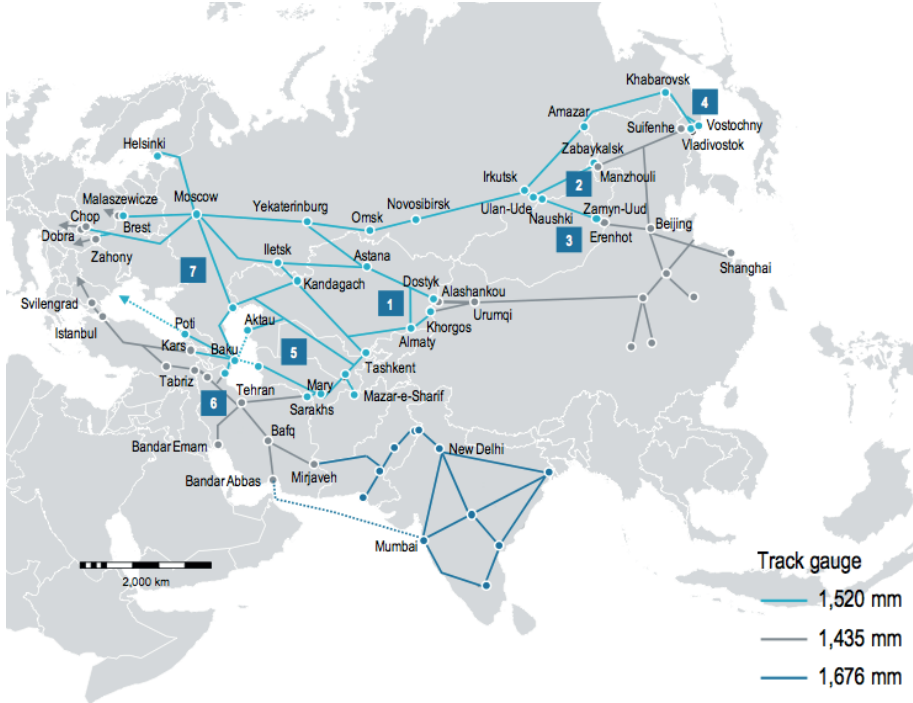 Khabarovsk
4
Amazar
Suifenhe
Vostochny
Vladivostok
Helsinki
Zabaykalsk
Manzhouli
Irkutsk
2
Malaszewicze
Moscow
Novosibirsk
Ulan-Ude
Naushki
Zamyn-Uud
Chop
Brest
Yekaterinburg
Omsk
3
Erenhot
Beijing
Dobra
Zahony
Iletsk
Astana
Shanghai
7
Kandagach
Dostyk
Alashankou
1
Svilengrad
Urumqi
Khorgos
Istanbul
Poti
Aktau
Almaty
Kars
Baku
5
Tashkent
Tabriz
Tehran
Mary
Mazar-e-Sharif
6
Sarakhs
Bandar Emam
Bafq
New Delhi
Bandar Abbas
Mirjaveh
Mumbai
2,000 km
Track gauge
1,520 mm
1,435 mm
1,676 mm